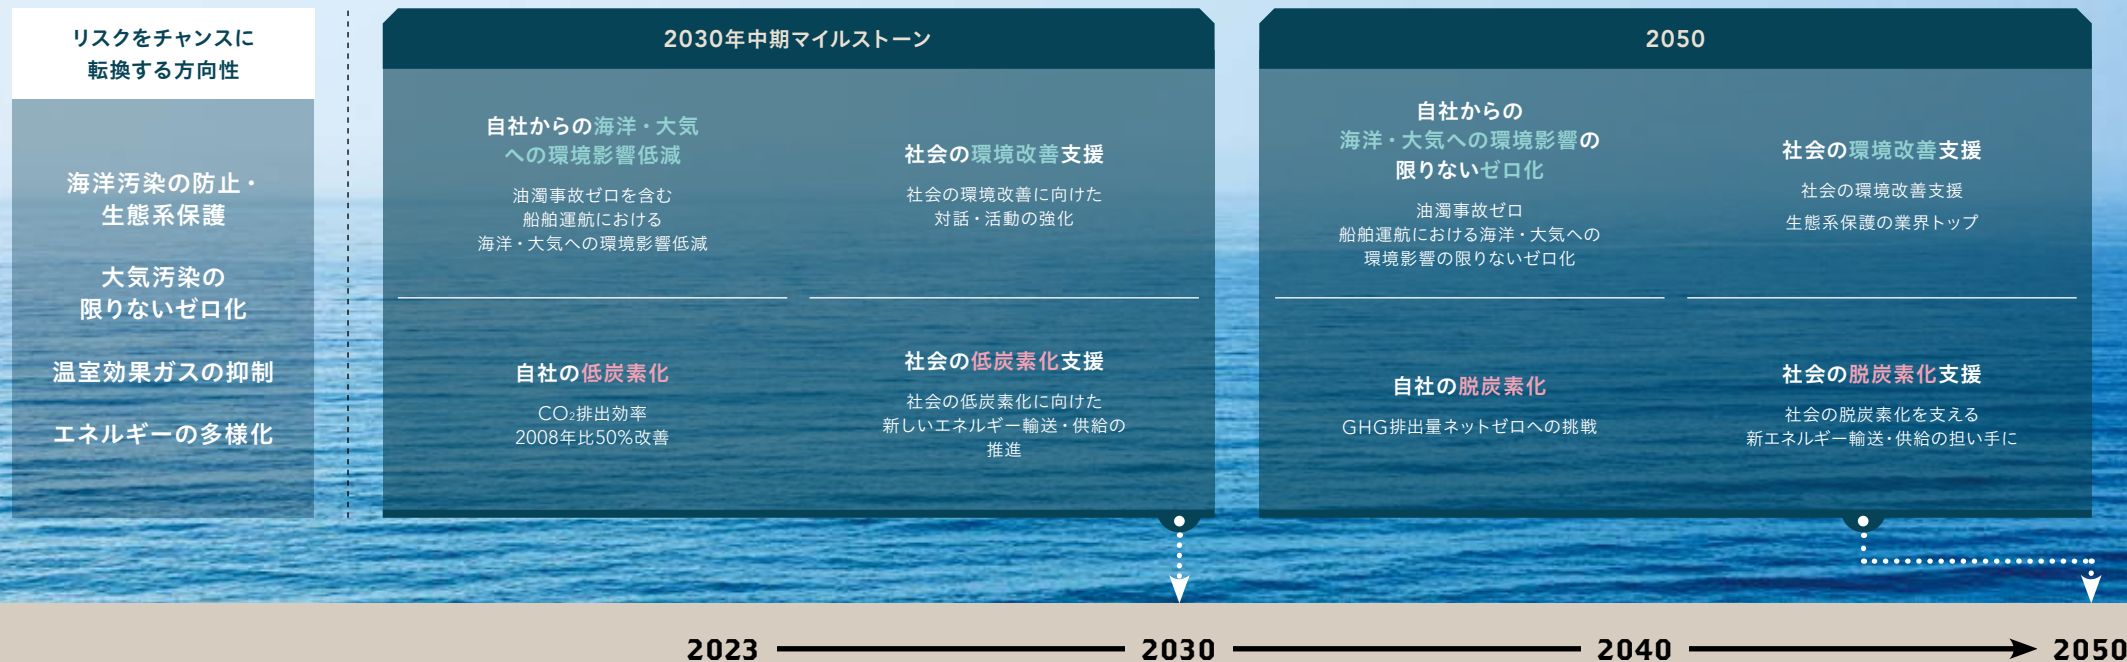 リスクをチャンスに
転換する方向性
海洋汚染の防止・
生態系保護
大気汚染の
限りないゼロ化
温室効果ガスの抑制
エネルギーの多様化
2030年中期マイルストーン
自社からの海洋・大気
への環境影響低減
油濁事故ゼロを含む
船舶運航における
海洋・大気への環境影響低減
社会の環境改善支援
社会の環境改善に向けた
対話・活動の強化
自社の低炭素化
CO₂排出効率
2008年比50%改善
社会の低炭素化支援
社会の低炭素化に向けた
新しいエネルギー輸送・供給の
推進
2050
自社からの
海洋・大気への環境影響の
限りないゼロ化
油濁事故ゼロ
船舶運航における海洋・大気への
環境影響の限りないゼロ化
社会の環境改善支援
社会の環境改善支援
生態系保護の業界トップ
自社の脱炭素化
GHG排出量ネットゼロへの挑戦
社会の脱炭素化支援
社会の脱炭素化を支える
新エネルギー輸送・供給の担い手に
2023 2030 2040 2050